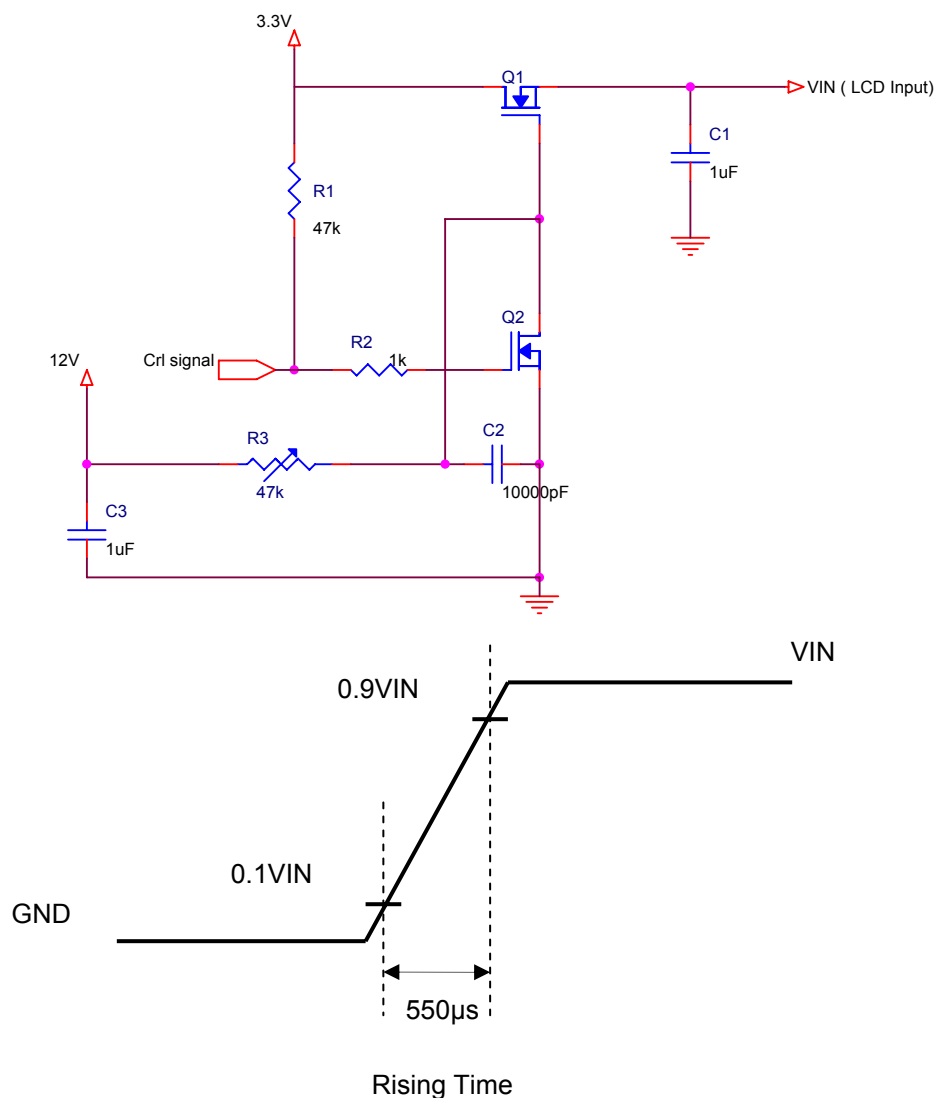 3.3V
Q1
VIN ( LCD Input)
C1
1uF
R1
47k
Q2
R2
1k
Crl signal
12V
R3
47k
C2
10000pF
C3
1uF
VIN
0.9VIN
0.1VIN
GND
550µs
Rising Time